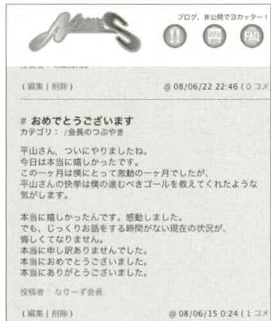 ブログ、非公開でヨカッター！
FAQ
(編集 | 削除)
@ 08/06/22 22:46 ( 0 コメ
# おめでとうございます
カテゴリ： /会長のつぶやき
平山さん、ついにやりましたね。
今日は本当に嬉しかったです。
この一ヶ月は僕にとって激動の一ヶ月でしたが、
平山さんの快挙は僕の進むべきゴールを教えてくれたような
気がします。
本当に嬉しかったんです。感動しました。
でも、じっくりお話をする時間がない現在の状況が、
悔しくてなりません。
本当に申し訳ありませんでした。
本当におめでとうございました。
本当にありがとうございました。
投稿者： なりーず会長
(編集 | 削除)
@ 08/06/15 0:24 ( 1 コメ